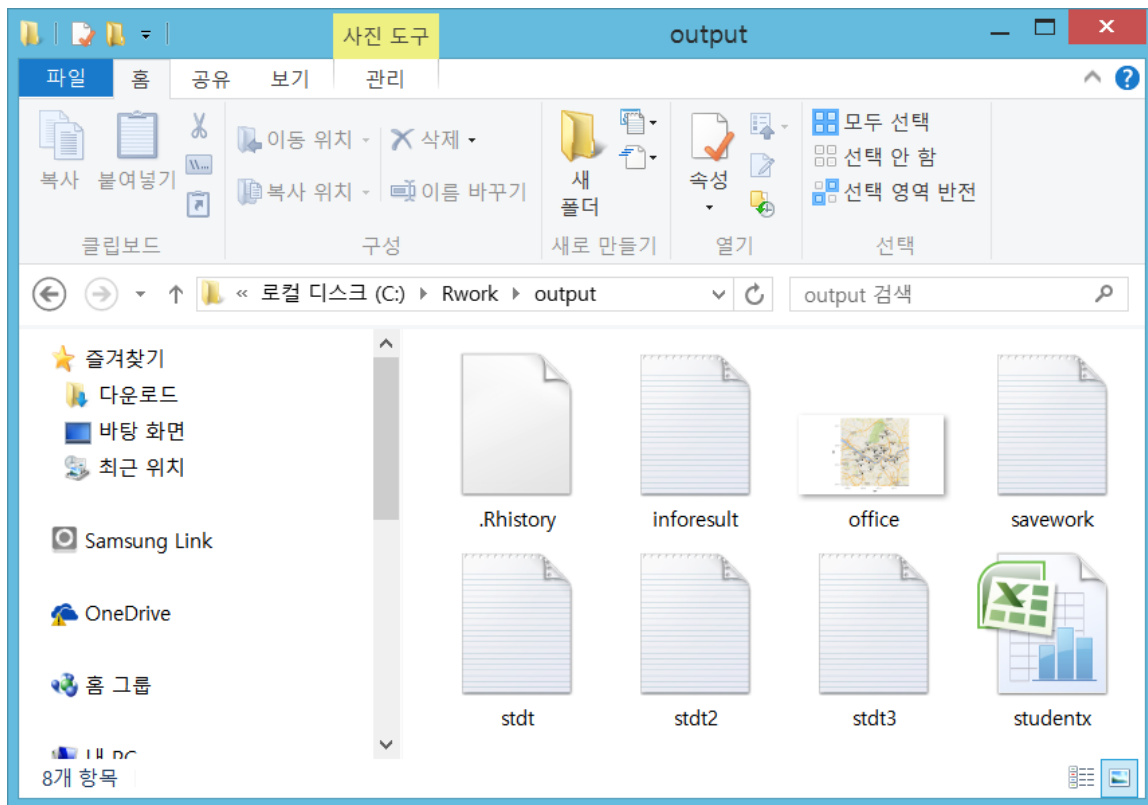 사진 도구
output
파일
홈
공유
보기
관리
복사
붙여넣기
이동 위치
복사 위치
삭제
이름 바꾸기
새
폴더
속성
모두 선택
선택 안 함
선택 영역 반전
클립보드
구성
새로 만들기
열기
선택
« 로컬 디스크 (C:) Rwork output
output 검색
즐겨찾기
다운로드
바탕 화면
최근 위치
Samsung Link
OneDrive
홈 그룹
내 PC
.Rhistory
inforesult
office
savework
stdt
stdt2
stdt3
studentx
8개 항목